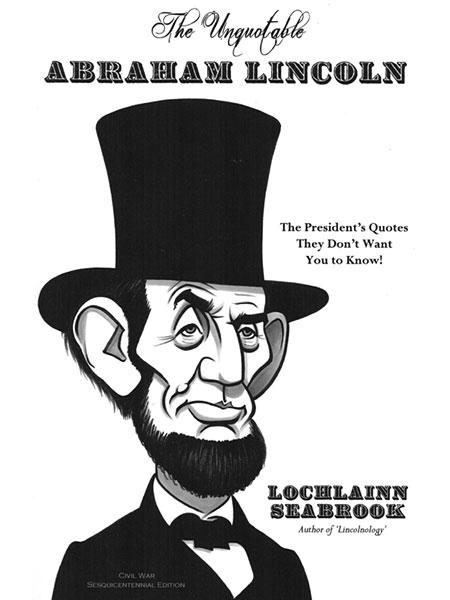 The Unquotable
ABRAHAM LINCOLN
The President's Quotes
They Don't Want
You to Know!
LOCHLAINN
SEABROOK
Author of 'Lincolnology'
CIVIL WAR
SESQUICENTENNIAL EDITION